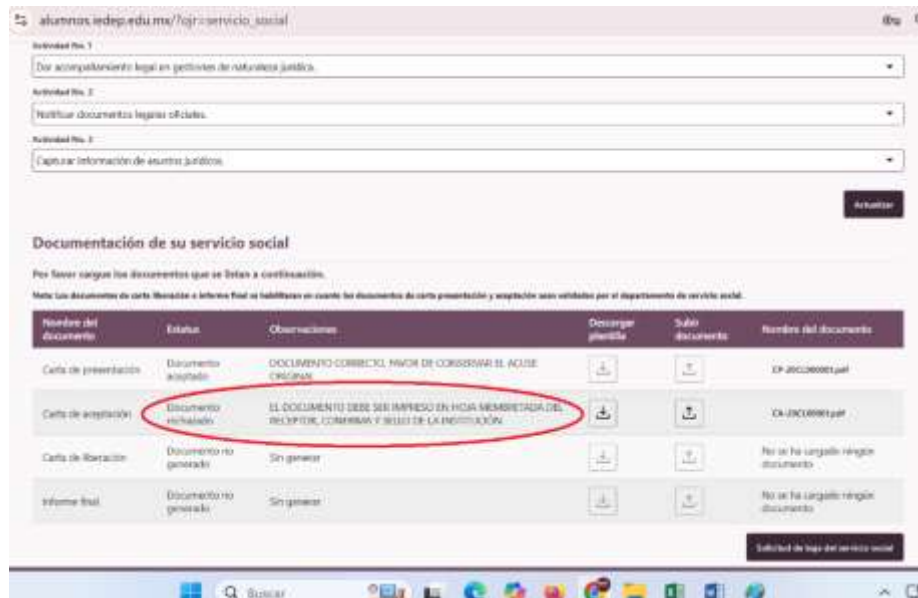 alumnos.iedep.edu.mx/?ojr=servicio_social
Actividad No. 1
Dar acompañamiento legal en gestiones de naturaleza jurídica.
Actividad No. 2
Notificar documentos legales oficiales.
Actividad No. 3
Capturar información de asuntos jurídicos.
Actualizar
Documentación de su servicio social
Por favor cargue los documentos que se listan a continuación.
Nota: Los documentos de carta liberación e informe final se habilitaran en cuanto los documentos de carta presentación y aceptación sean validados por el departamento de servicio social.
Nombre del documento
Estatus
Observaciones
Descargar plantilla
Subir documento
Nombre del documento
Carta de presentación
Documento aceptado
DOCUMENTO CORRECTO, FAVOR DE CONSERVAR EL ACUSE
ORIGINAL
Carta de aceptación
Documento rechazado
EL DOCUMENTO DEBE SER IMPRESO EN HOJA MEMBRETADA DEL
RECEPTOR, CON FIRMA Y SELLO DE LA INSTITUCIÓN
Carta de liberación
Documento no generado
Sin generar
No se ha cargado ningún documento
Informe final
Documento no generado
Sin generar
No se ha cargado ningún documento
Solicitud de baja del servicio social
Buscar